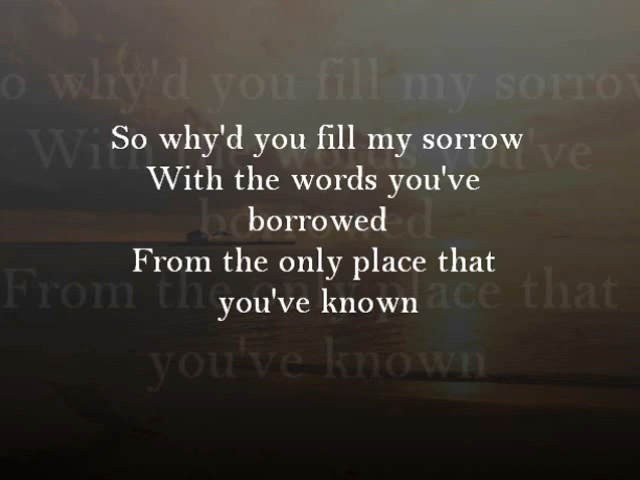 So why'd you fill my sorrow
With the words you've
borrowed
From the only place that
you've known